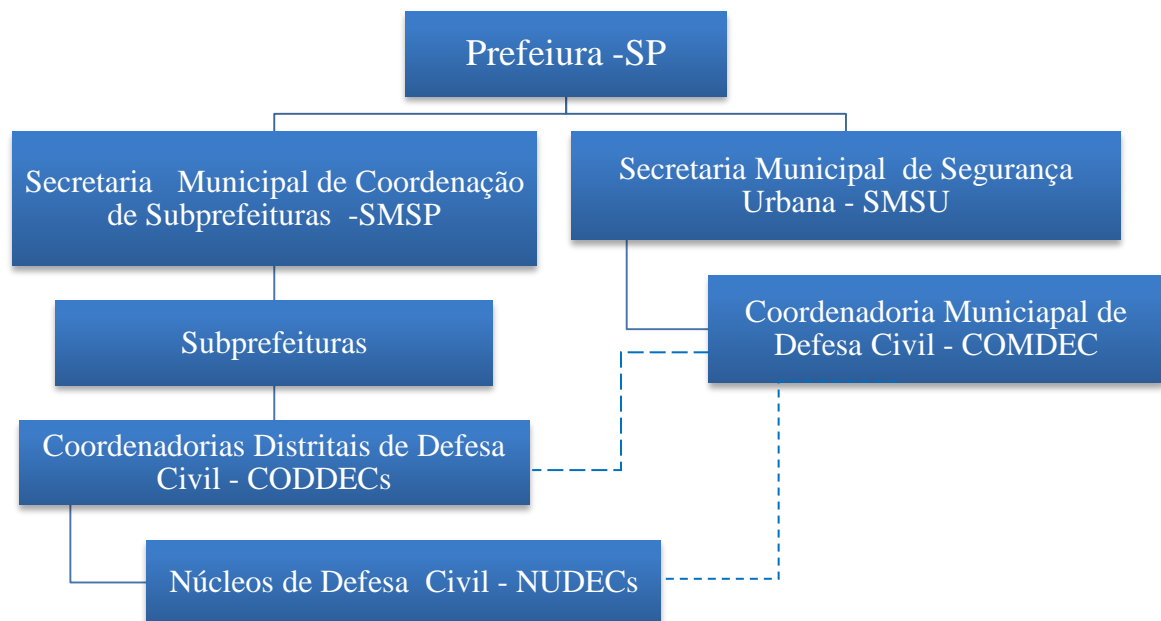 Prefeiura -SP
Secretaria Municipal de Coordenação
de Subprefeituras -SMSP
Secretaria Municipal de Segurança
Urbana - SMSU
Subprefeituras
Coordenadoria Municiapal de
Defesa Civil - COMDEC
Coordenadorias Distritais de Defesa
Civil - CODDECs
Núcleos de Defesa Civil - NUDECs